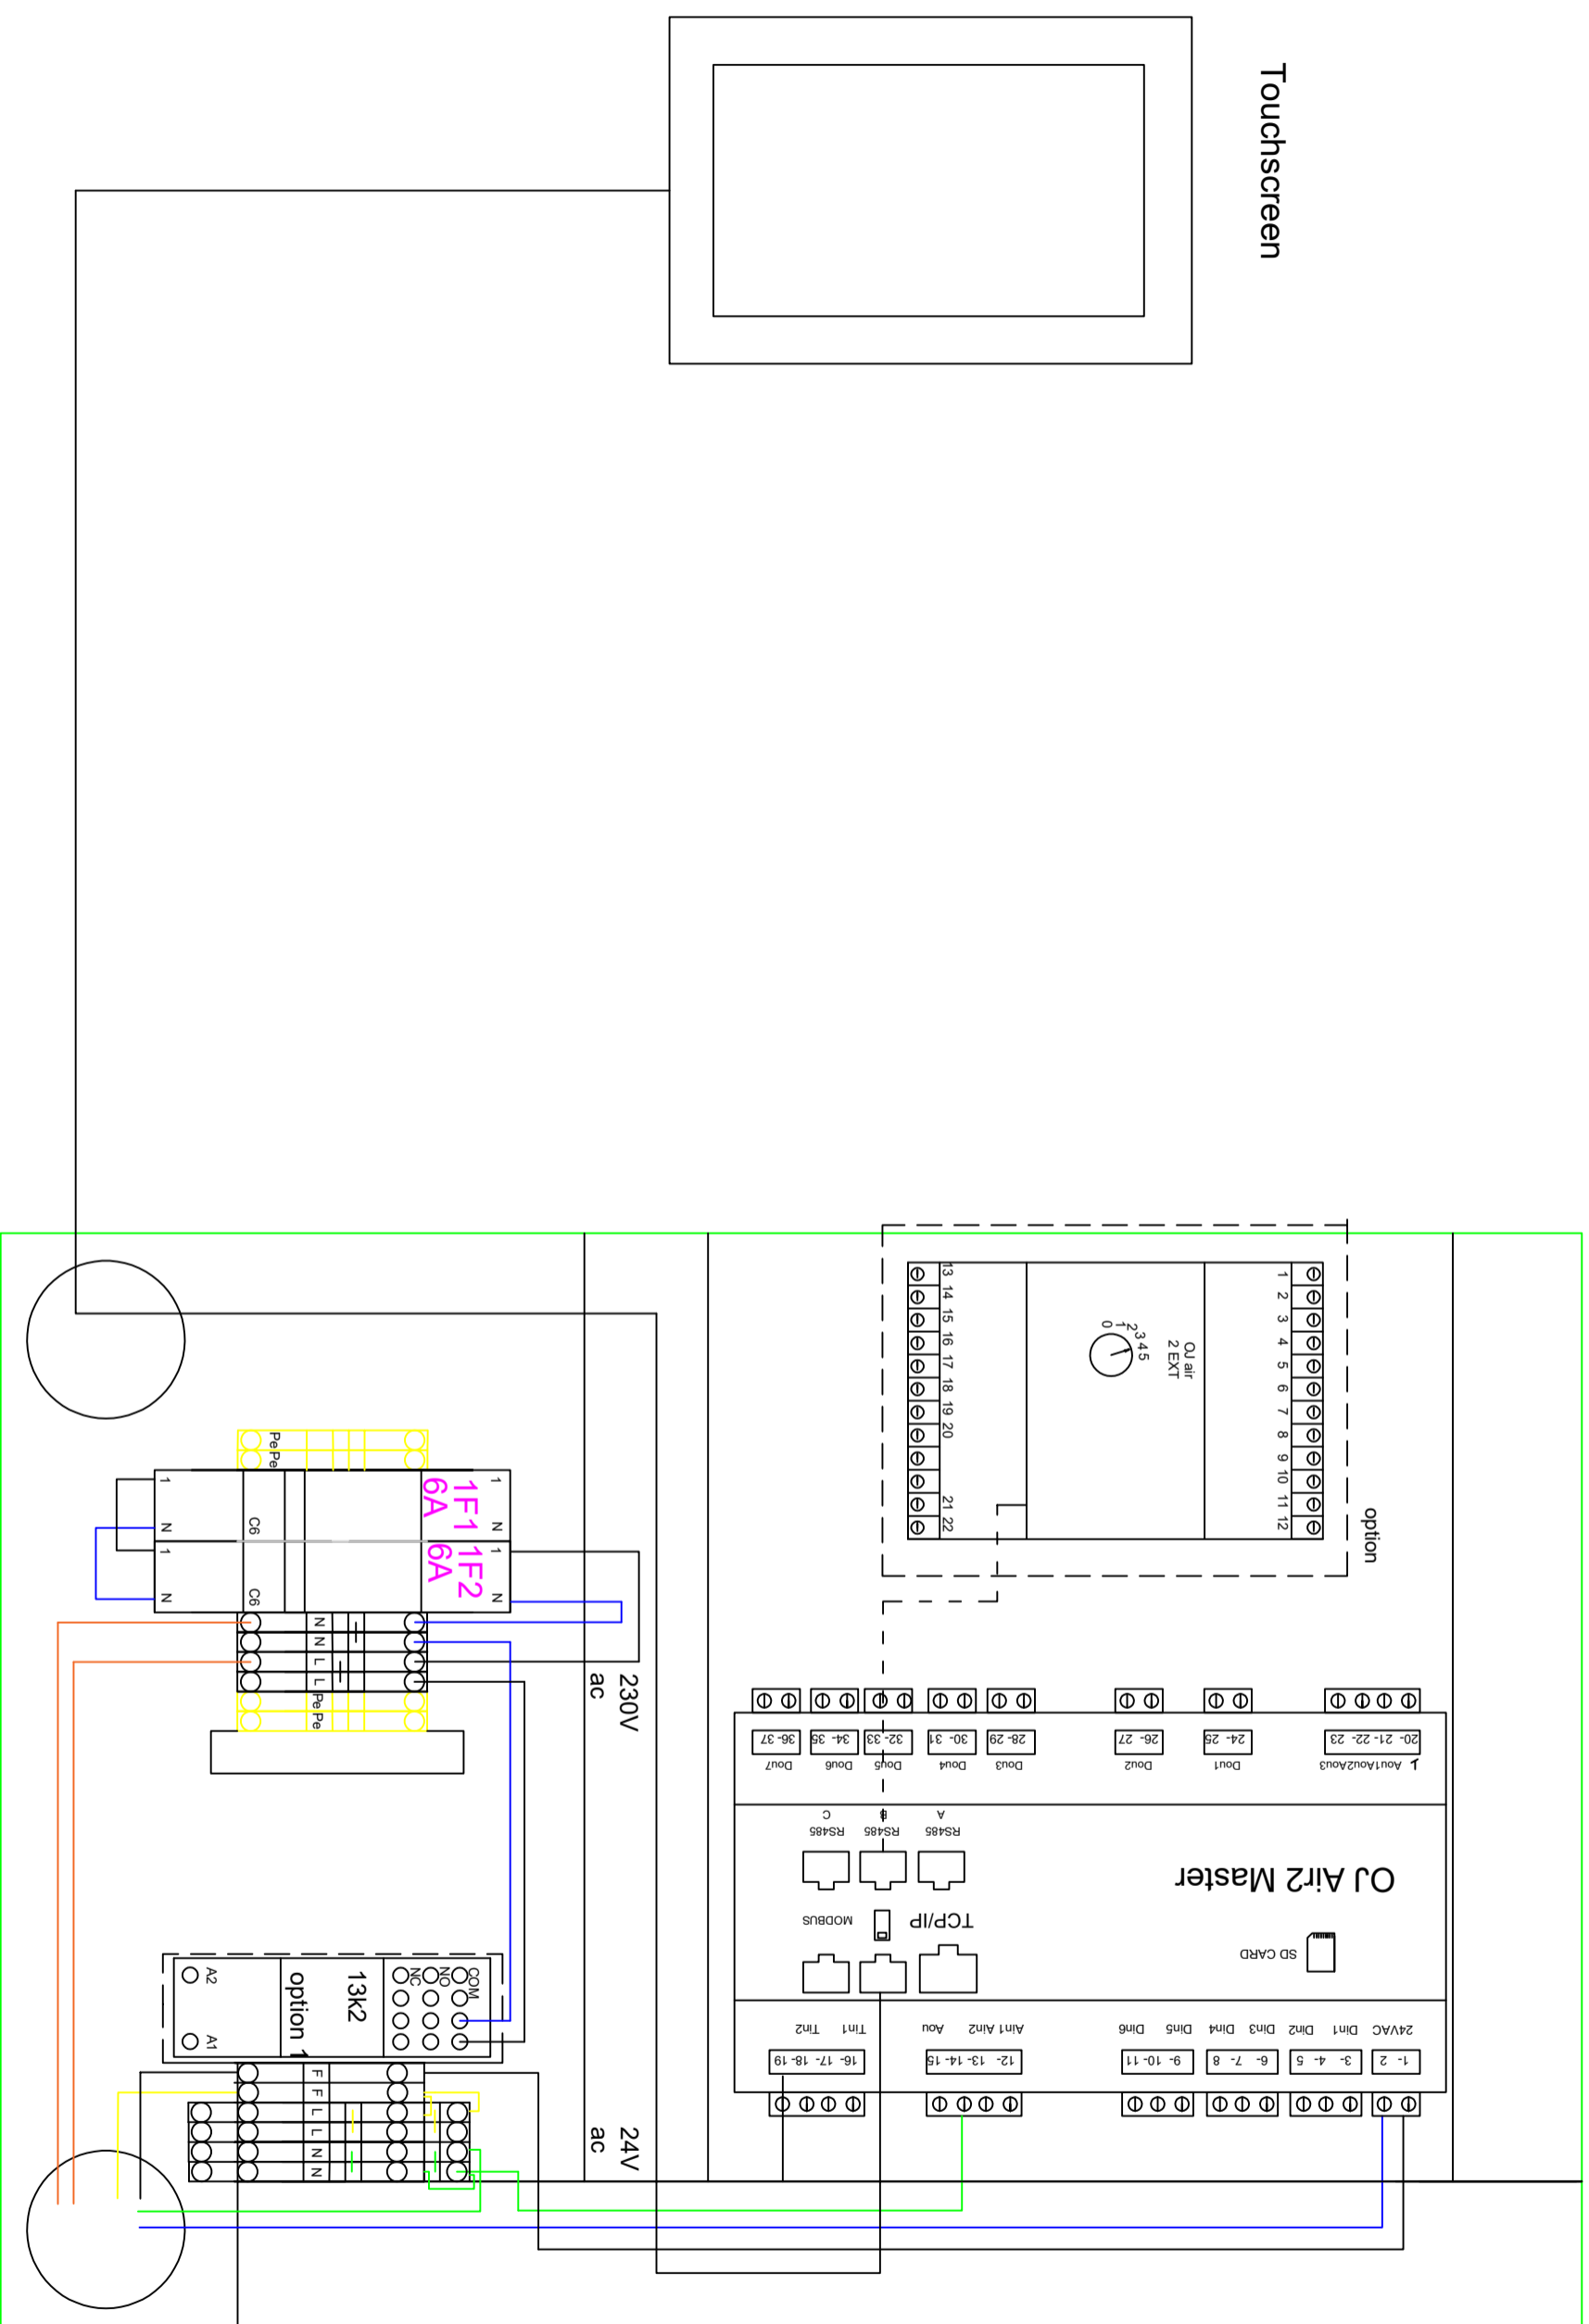 Touchscreen
13
14
15
16
17
18
19
20
21
22
0
1
2
3
4
5
OJ air
2 EXT
1
2
3
4
5
6
7
8
9
10
11
12
option
Pe
Pe
1
N
C6
1F1
6A
1
N
1
N
C6
1F2
6A
1
N
N
N
L
L
Pe
Pe
230V
ac
36- 37
34- 35
32- 33
30- 31
28- 29
26- 27
24- 25
20- 21- 22- 23
Dou7
Dou6
Dou5
Dou4
Dou3
Dou2
Dou1
Aou1Aou2Aou3
RS485
C
RS485
B
RS485
A
OJ Air2 Master
MODBUS
TCP/IP
SD CARD
Tin1 Tin2
Ain1 Ain2 Aou
Din5 Din6
Din3 Din4
Din1 Din2
24VAC
16- 17- 18- 19
12- 13- 14- 15
9- 10- 11
6- 7- 8
3- 4- 5
1- 2
A2
A1
option 1
13k2
NC
NO
COM
F
F
L
L
N
N
24V
ac